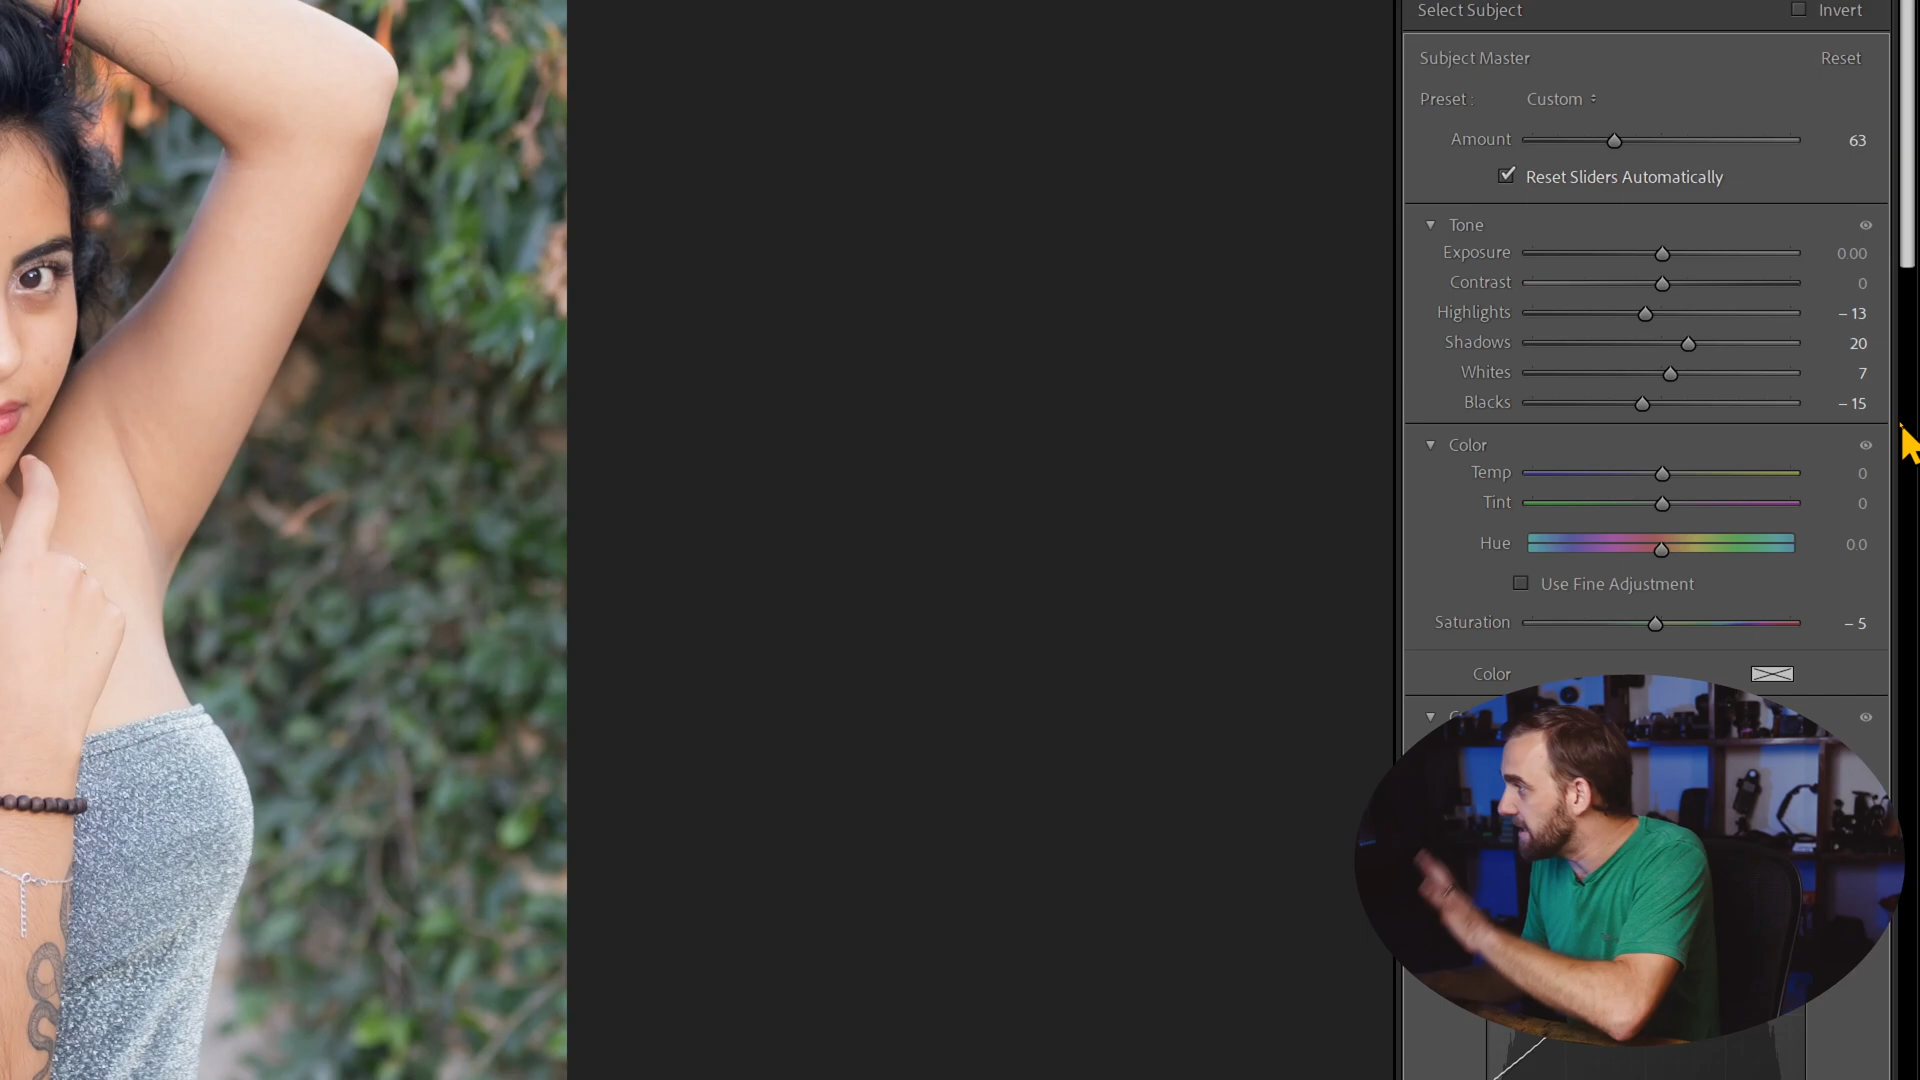 Select Subject Invert
Subject Master Reset
Preset : Custom
Amount 63
Reset Sliders Automatically
Tone
Exposure 0.00
Contrast 0
Highlights – 13
Shadows 20
Whites 7
Blacks – 15
Color
Temp 0
Tint 0
Hue 0.0
Use Fine Adjustment
Saturation – 5
Color